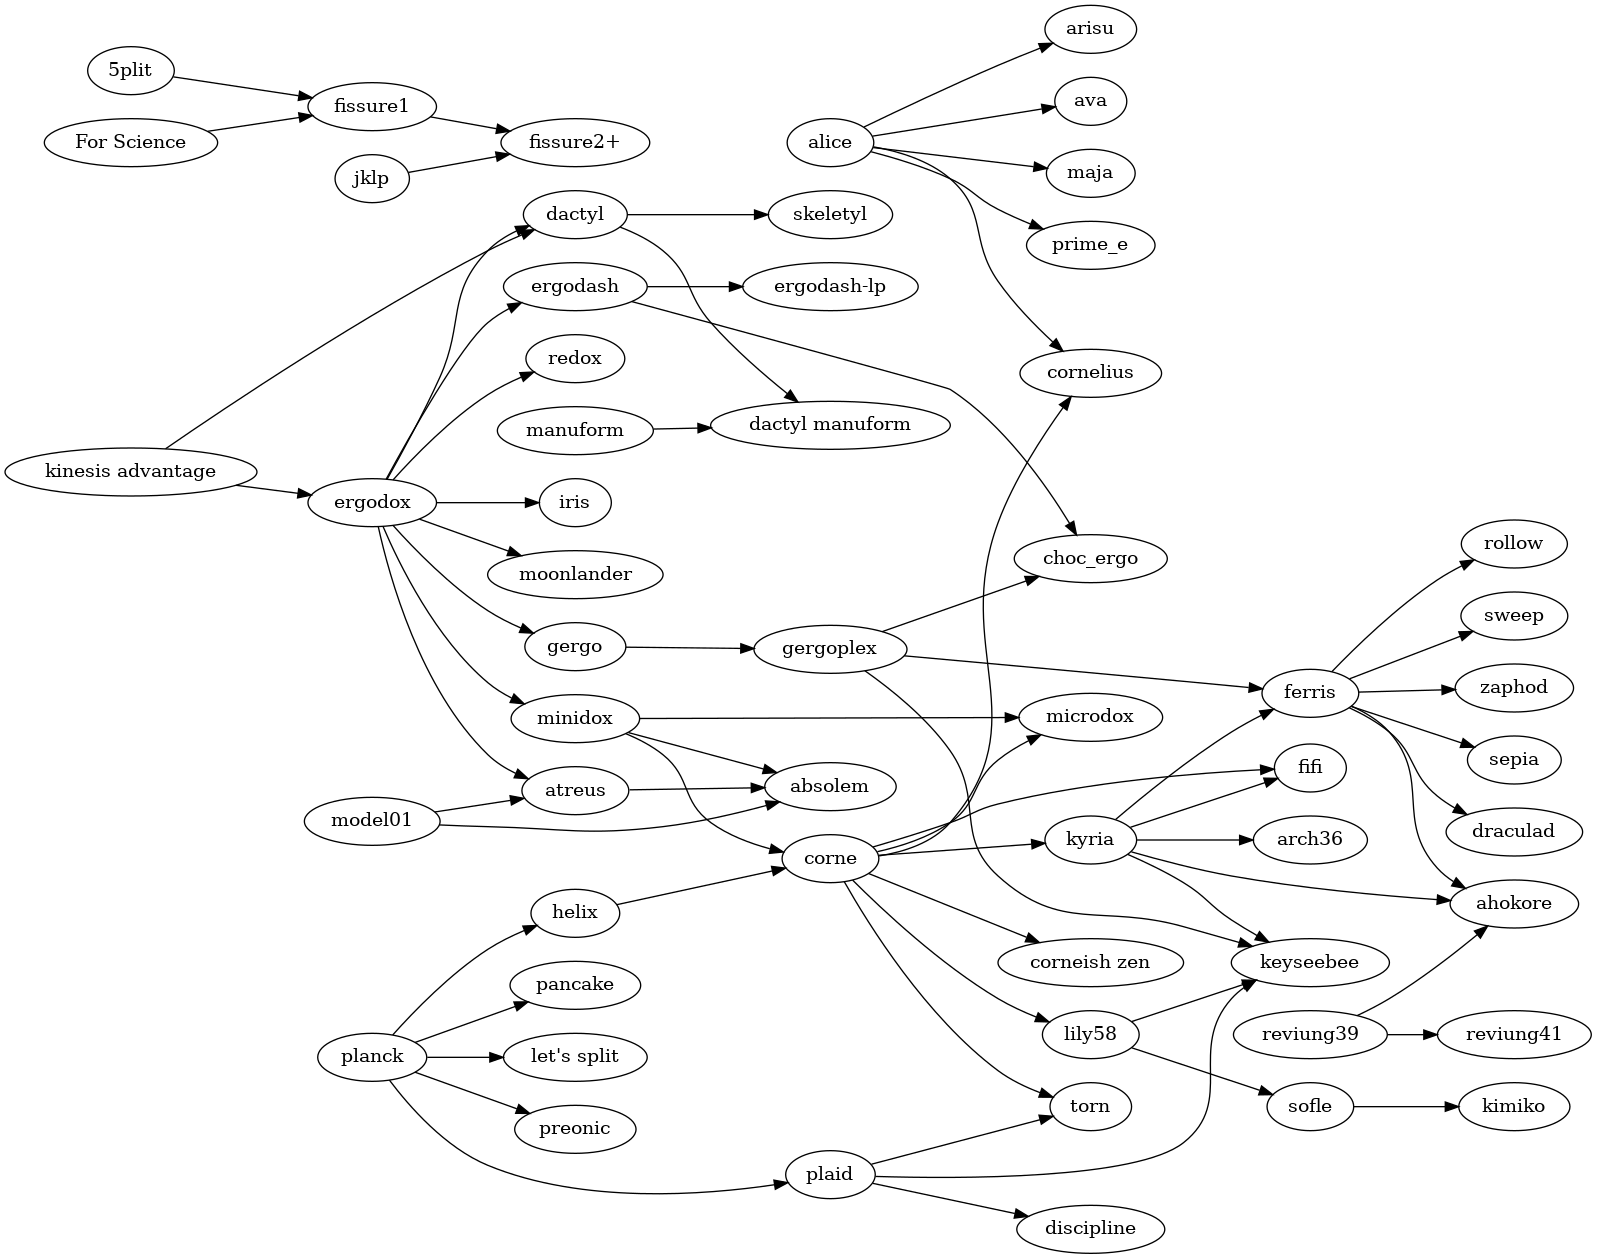 arisu
5plit
ava
fissure1
For Science
fissure2+
alice
jklp
maja
dactyl
skeletyl
prime_e
ergodash
ergodash-lp
redox
cornelius
manuform
dactyl manuform
kinesis advantage
ergodox
iris
rollow
choc_ergo
moonlander
sweep
gergo
gergoplex
zaphod
ferris
minidox
microdox
sepia
fifi
atreus
absolem
model01
draculad
kyria
arch36
corne
ahokore
helix
corneish zen
keyseebee
pancake
lily58
reviung39
reviung41
planck
let's split
torn
sofle
kimiko
preonic
plaid
discipline